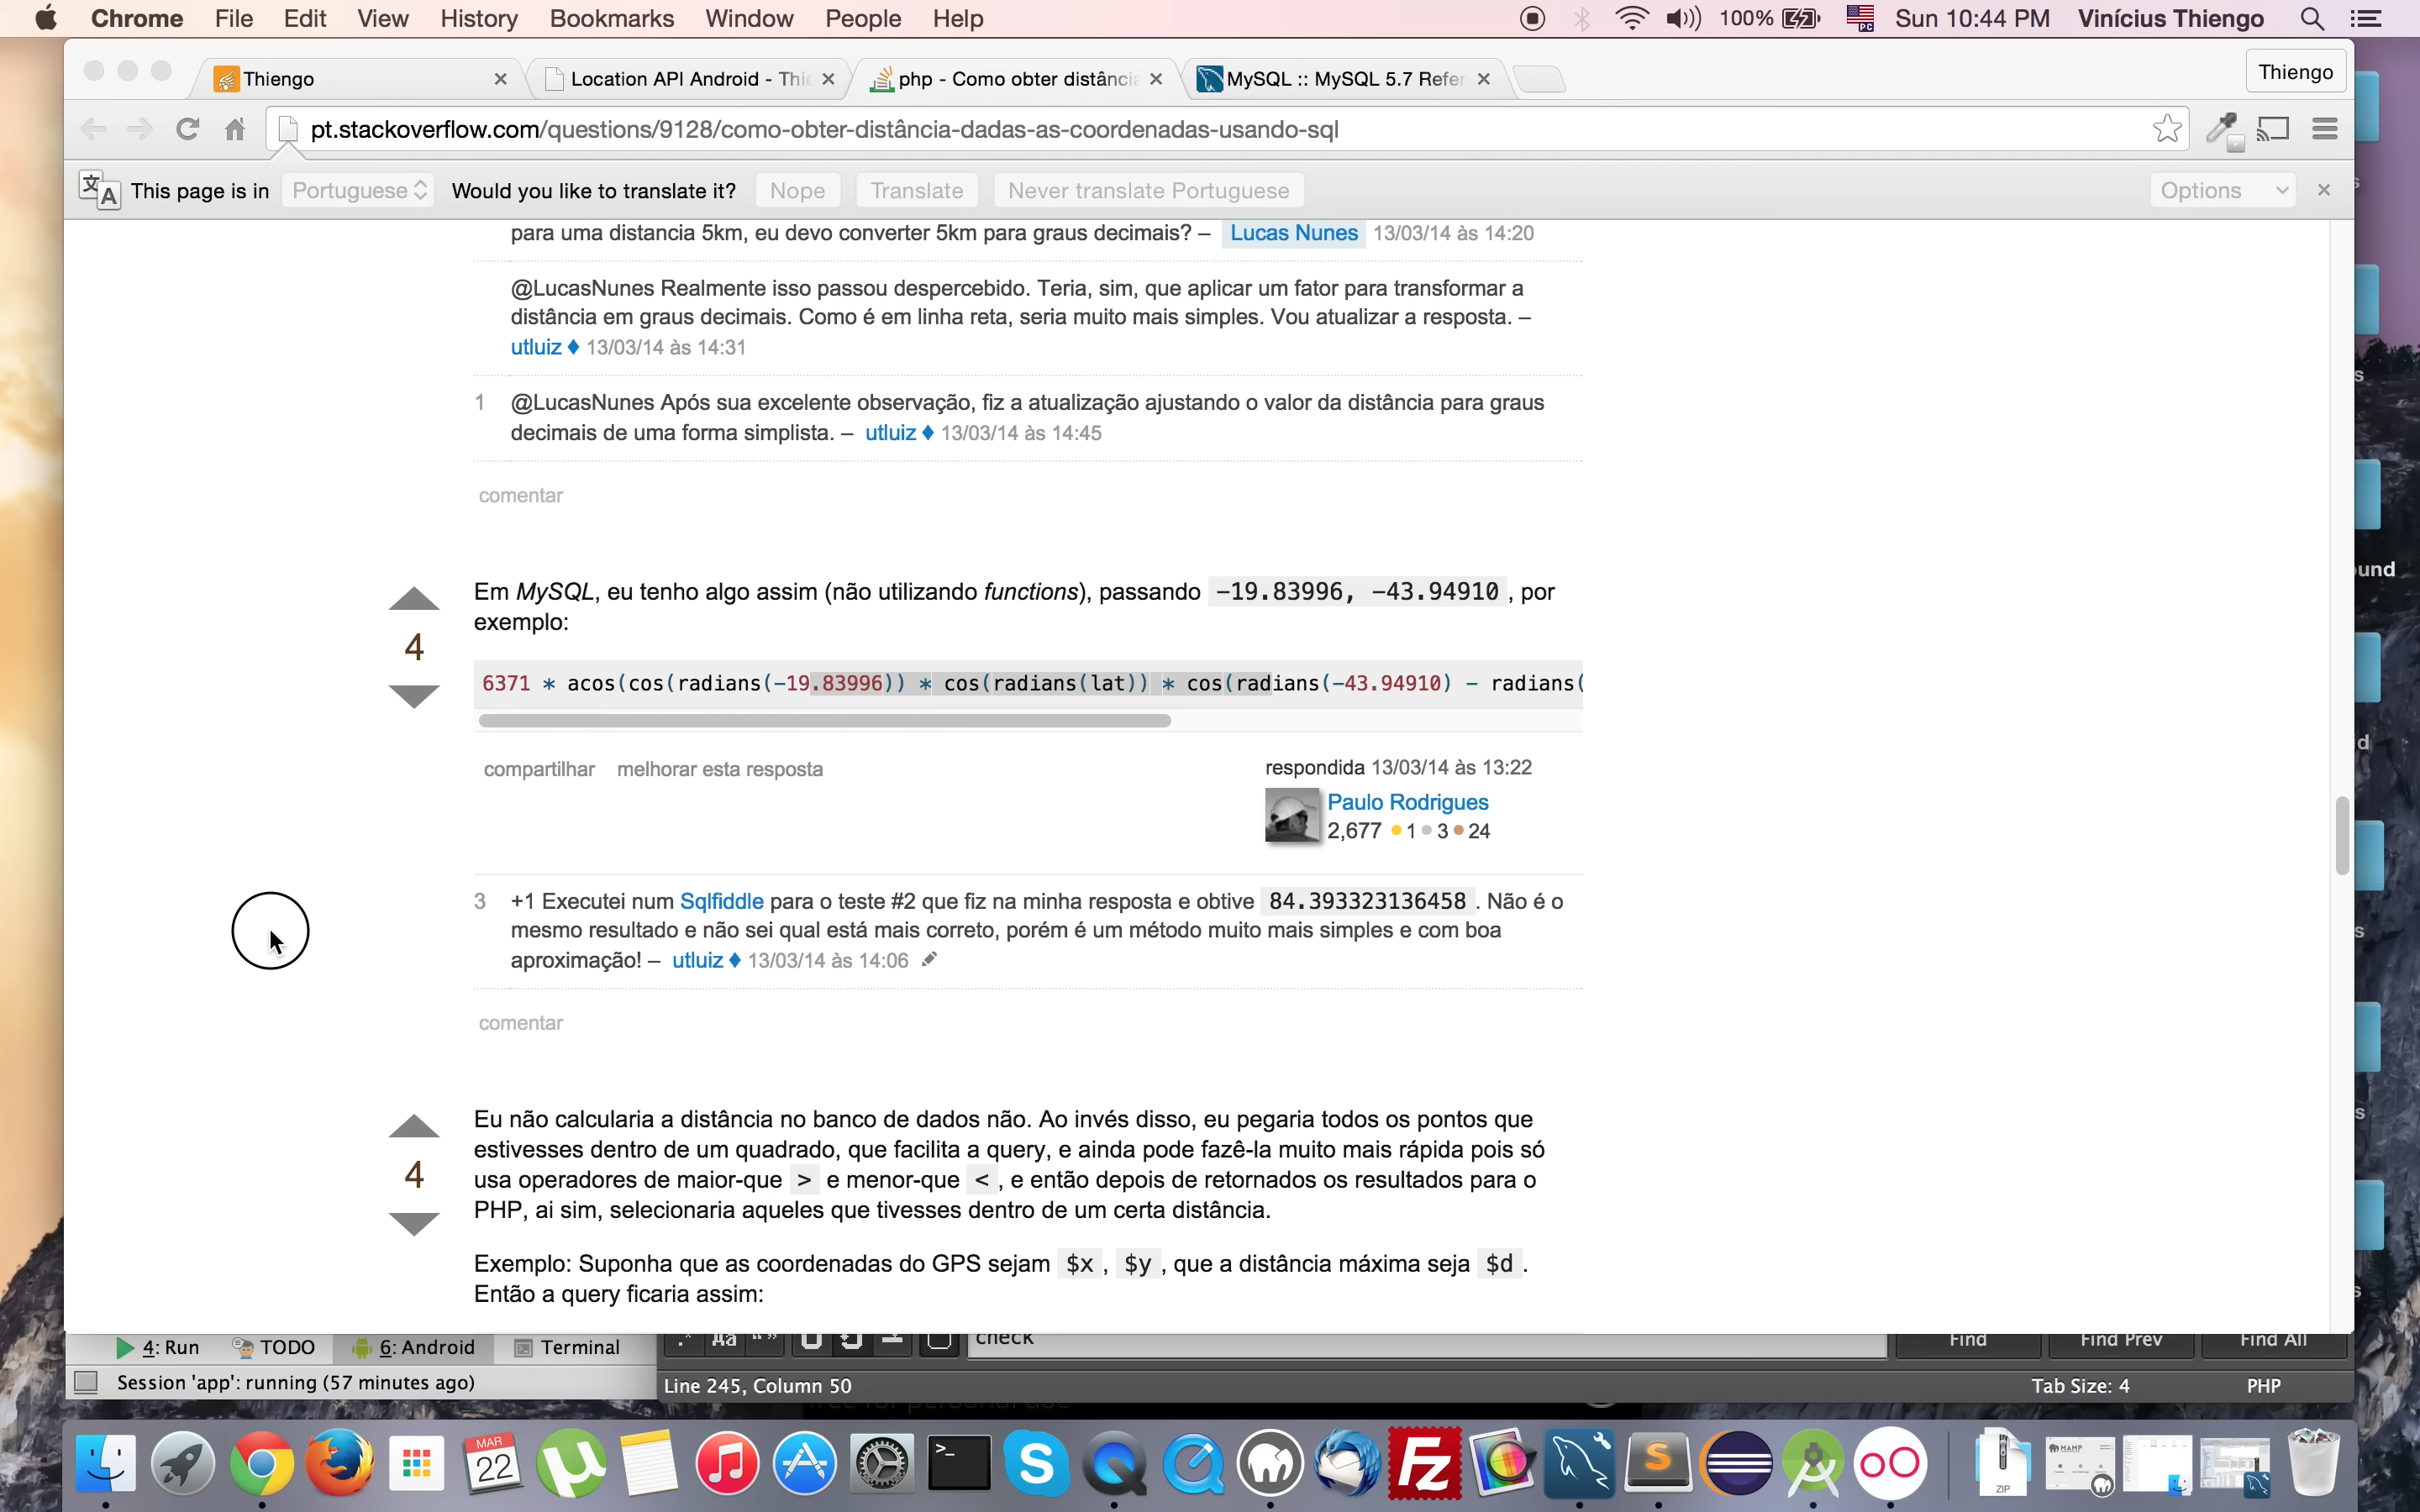 Chrome File Edit View History Bookmarks Window People Help 100% Sun 10:44 PM Vinícius Thiengo
Thiengo Location API Android - Thi php - Como obter distância MySQL :: MySQL 5.7 Refer Thiengo
pt.stackoverflow.com/questions/9128/como-obter-distância-dadas-as-coordenadas-usando-sql
This page is in Portuguese Would you like to translate it? Nope Translate Never translate Portuguese Options
para uma distancia 5km, eu devo converter 5km para graus decimais? – Lucas Nunes 13/03/14 às 14:20
@LucasNunes Realmente isso passou despercebido. Teria, sim, que aplicar um fator para transformar a
distância em graus decimais. Como é em linha reta, seria muito mais simples. Vou atualizar a resposta. –
utluiz ♦ 13/03/14 às 14:31
1 @LucasNunes Após sua excelente observação, fiz a atualização ajustando o valor da distância para graus
decimais de uma forma simplista. – utluiz ♦ 13/03/14 às 14:45
comentar
Em MySQL, eu tenho algo assim (não utilizando functions), passando -19.83996, -43.94910 , por
exemplo:
4
6371 * acos(cos(radians(-19.83996)) * cos(radians(lat)) * cos(radians(-43.94910) - radians(
compartilhar melhorar esta resposta
respondida 13/03/14 às 13:22
Paulo Rodrigues
2,677 1 3 24
3 +1 Executei num Sqlfiddle para o teste #2 que fiz na minha resposta e obtive 84.393323136458 . Não é o
mesmo resultado e não sei qual está mais correto, porém é um método muito mais simples e com boa
aproximação! – utluiz ♦ 13/03/14 às 14:06
comentar
Eu não calcularia a distância no banco de dados não. Ao invés disso, eu pegaria todos os pontos que
estivesses dentro de um quadrado, que facilita a query, e ainda pode fazê-la muito mais rápida pois só
4
usa operadores de maior-que > e menor-que < , e então depois de retornados os resultados para o
PHP, ai sim, selecionaria aqueles que tivesses dentro de um certa distância.
Exemplo: Suponha que as coordenadas do GPS sejam $x , $y , que a distância máxima seja $d .
Então a query ficaria assim:
und
4: Run TODO 6: Android Terminal check Find Find Prev Find All
Session 'app': running (57 minutes ago) Line 245, Column 50 Tab Size: 4 PHP
MAR
22
ZIP
MAMP